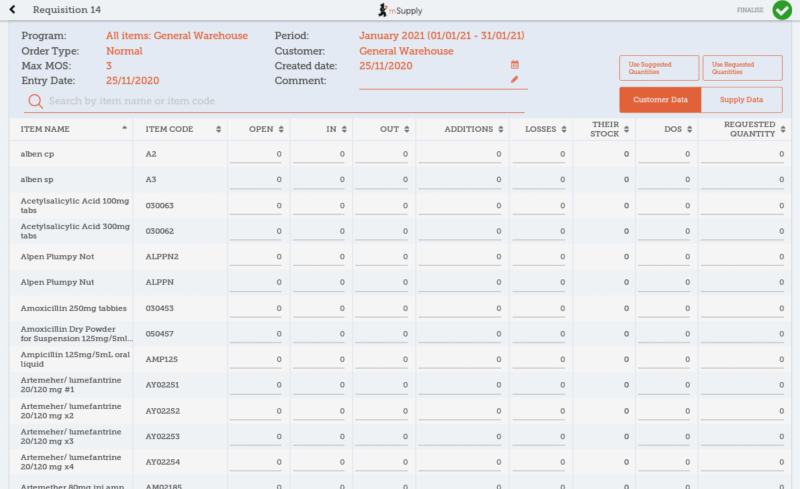 Requisition 14
mSupply
FINALISE
Program: All items: General Warehouse
Period: January 2021 (01/01/21 - 31/01/21)
Order Type: Normal
Customer: General Warehouse
Max MOS: 3
Created date: 25/11/2020
Entry Date: 25/11/2020
Comment:
Use Suggested
Quantities
Use Requested
Quantities
Search by item name or item code
Customer Data
Supply Data
ITEM NAME ITEM CODE OPEN IN OUT ADDITIONS LOSSES THEIR STOCK DOS REQUESTED QUANTITY
alben cp A2 0 0 0 0 0 0 0 0
alben sp A3 0 0 0 0 0 0 0 0
Acetylsalicylic Acid 100mg
tabs 030063 0 0 0 0 0 0 0 0
Acetylsalicylic Acid 300mg
tabs 030062 0 0 0 0 0 0 0 0
Alpen Plumpy Not ALPPN2 0 0 0 0 0 0 0 0
Alpen Plumpy Nut ALPPN 0 0 0 0 0 0 0 0
Amoxicillin 250mg tabbies 030453 0 0 0 0 0 0 0 0
Amoxicillin Dry Powder
for Suspension 125mg/5ml... 050457 0 0 0 0 0 0 0 0
Ampicillin 125mg/5mL oral
liquid AMP125 0 0 0 0 0 0 0 0
Artemeher/ lumefantrine
20/120 mg #1 AY02251 0 0 0 0 0 0 0 0
Artemeher/ lumefantrine
20/120 mg x2 AY02252 0 0 0 0 0 0 0 0
Artemeher/ lumefantrine
20/120 mg x3 AY02253 0 0 0 0 0 0 0 0
Artemeher/ lumefantrine
20/120 mg x4 AY02254 0 0 0 0 0 0 0 0
Artemether 80mg inj amp AM02185 0 0 0 0 0 0 0 0